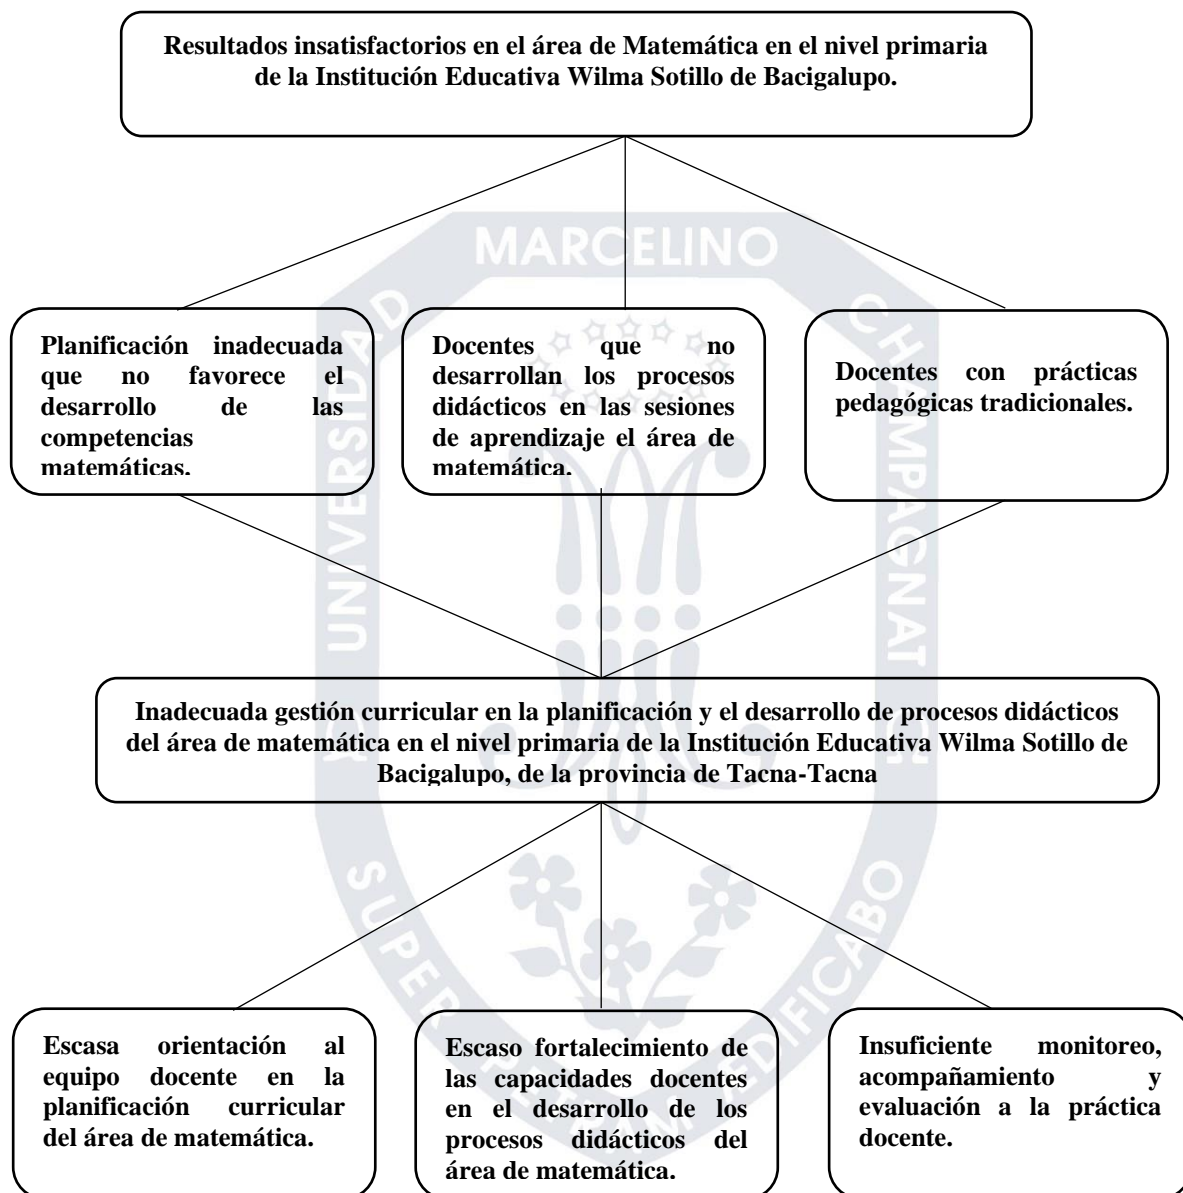 Resultados insatisfactorios en el área de Matemática en el nivel primaria
de la Institución Educativa Wilma Sotillo de Bacigalupo.
MARCELINO
UNIVERSIDAD
CHAMPAGNAT
Planificación inadecuada
que no favorece el
desarrollo de las
competencias
matemáticas.
Docentes que no
desarrollan los procesos
didácticos en las sesiones
de aprendizaje el área de
matemática.
Docentes con prácticas
pedagógicas tradicionales.
Inadecuada gestión curricular en la planificación y el desarrollo de procesos didácticos
del área de matemática en el nivel primaria de la Institución Educativa Wilma Sotillo de
Bacigalupo, de la provincia de Tacna-Tacna
SUPER PETRAM ÆDIFICABO
Escasa orientación al
equipo docente en la
planificación curricular
del área de matemática.
Escaso fortalecimiento de
las capacidades docentes
en el desarrollo de los
procesos didácticos del
área de matemática.
Insuficiente monitoreo,
acompañamiento y
evaluación a la práctica
docente.